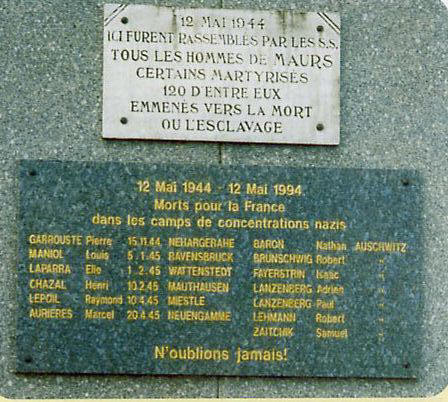 12 MAI 1944
ICI FURENT RASSEMBLÉS PAR LES S.S.
TOUS LES HOMMES DE MAURS
CERTAINS MARTYRISÉS
120 D'ENTRE EUX
EMMENÉS VERS LA MORT
OU L'ESCLAVAGE
12 Mai 1944 - 12 Mai 1994
Morts pour la France
dans les camps de concentrations nazis
GARROUSTE Pierre 15.11.44 NEHARGERAHE BARON Nathan AUSCHWITZ
MANIOL Louis 5.1.45 RAVENSBRUCK BRUNSCHWIG Robert "
LAPARRA Elie 1.2.45 WATTENSTEDT FAYERSTRIN Isaac "
CHAZAL Henri 10.2.45 MAUTHAUSEN LANZENBERG Adrien "
LEPOIL Raymond 10.4.45 MIESTLE LANZENBERG Paul "
AURIERES Marcel 20.4.45 NEUENGAMME LEHMANN Robert "
ZAITCHIK Samuel "
N'oublions jamais!